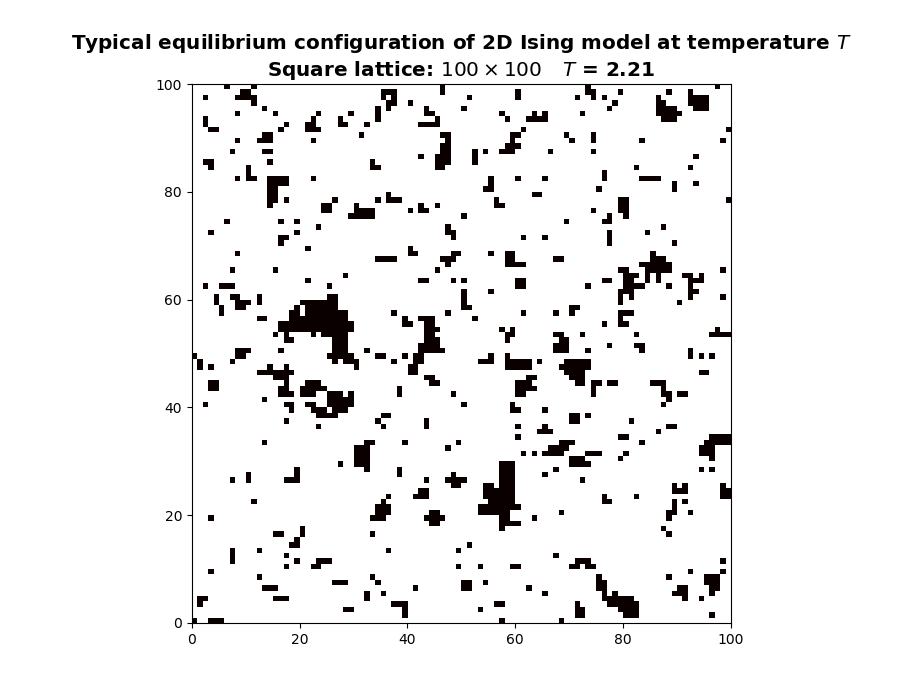 Typical equilibrium configuration of 2D Ising model at temperature T
Square lattice: 100 × 100 T = 2.21
100
80
60
40
20
0
0 20 40 60 80 100